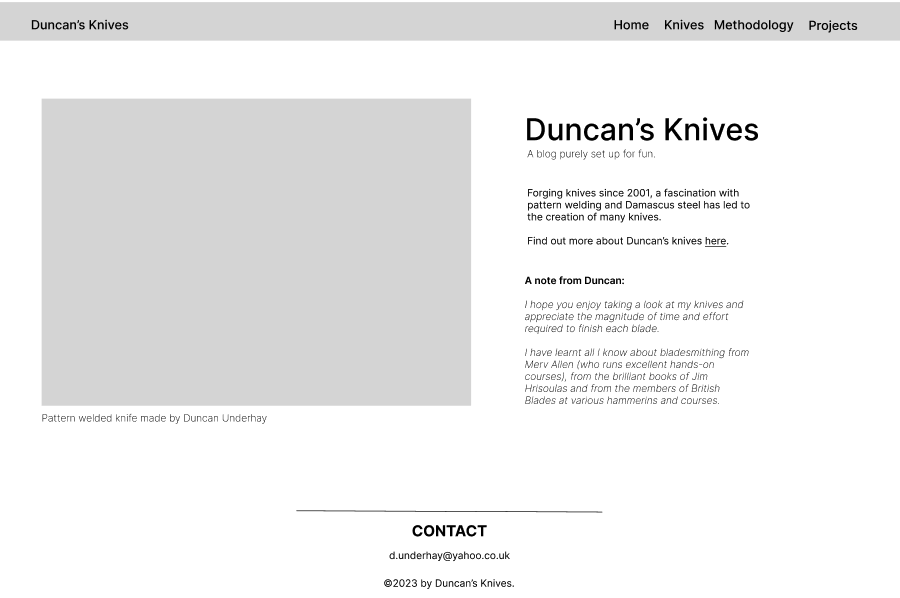 Duncan’s Knives
Home Knives Methodology Projects
Duncan’s Knives
A blog purely set up for fun.
Forging knives since 2001, a fascination with
pattern welding and Damascus steel has led to
the creation of many knives.
Find out more about Duncan’s knives here.
A note from Duncan:
I hope you enjoy taking a look at my knives and
appreciate the magnitude of time and effort
required to finish each blade.
I have learnt all I know about bladesmithing from
Merv Allen (who runs excellent hands-on
courses), from the brilliant books of Jim
Hrisoulas and from the members of British
Blades at various hammerins and courses.
Pattern welded knife made by Duncan Underhay
CONTACT
d.underhay@yahoo.co.uk
©2023 by Duncan’s Knives.